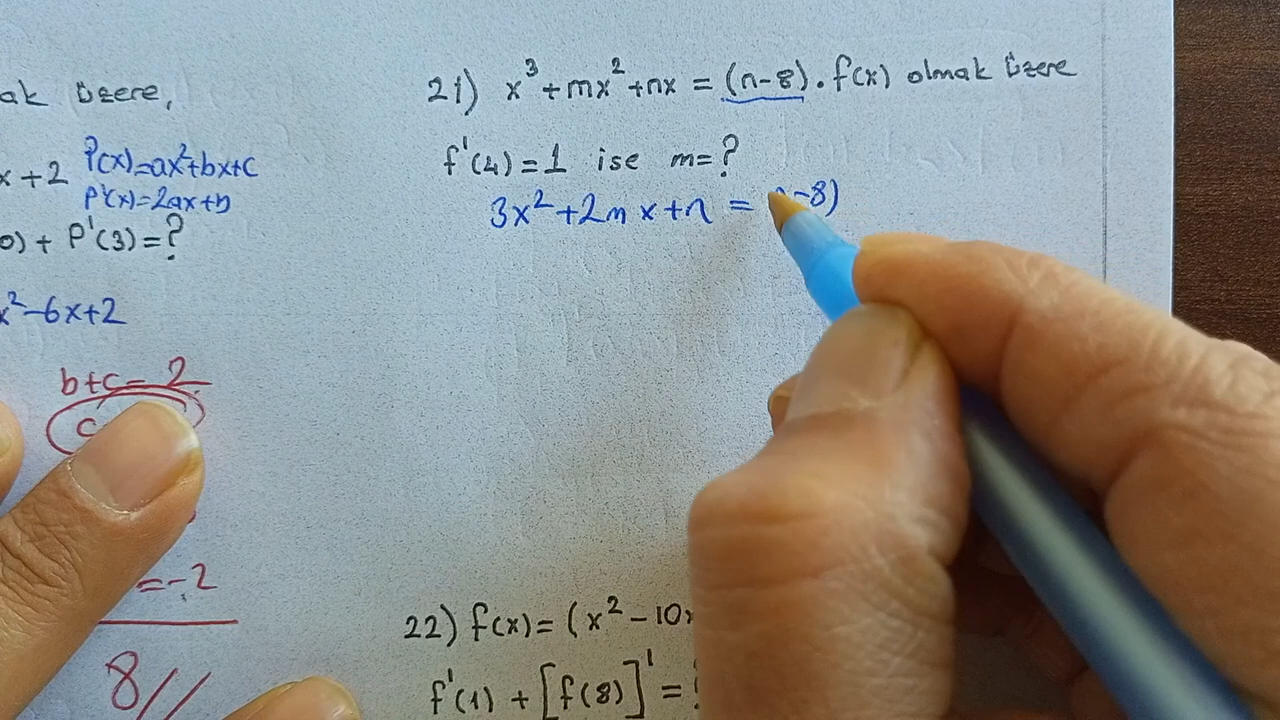 ak üzere,
x+2 P(x)=ax²+bx+c
P'(x)=2ax+b
0) + P'(3)=?
x²-6x+2
b+c=2
c
=-2
8//
21) x³+mx²+nx = (n-8).f(x) olmak üzere
f'(4)=1 ise m=?
3x²+2mx+n = -8)
22) f(x)=(x²-10x
f'(1) + [f(8)]' =